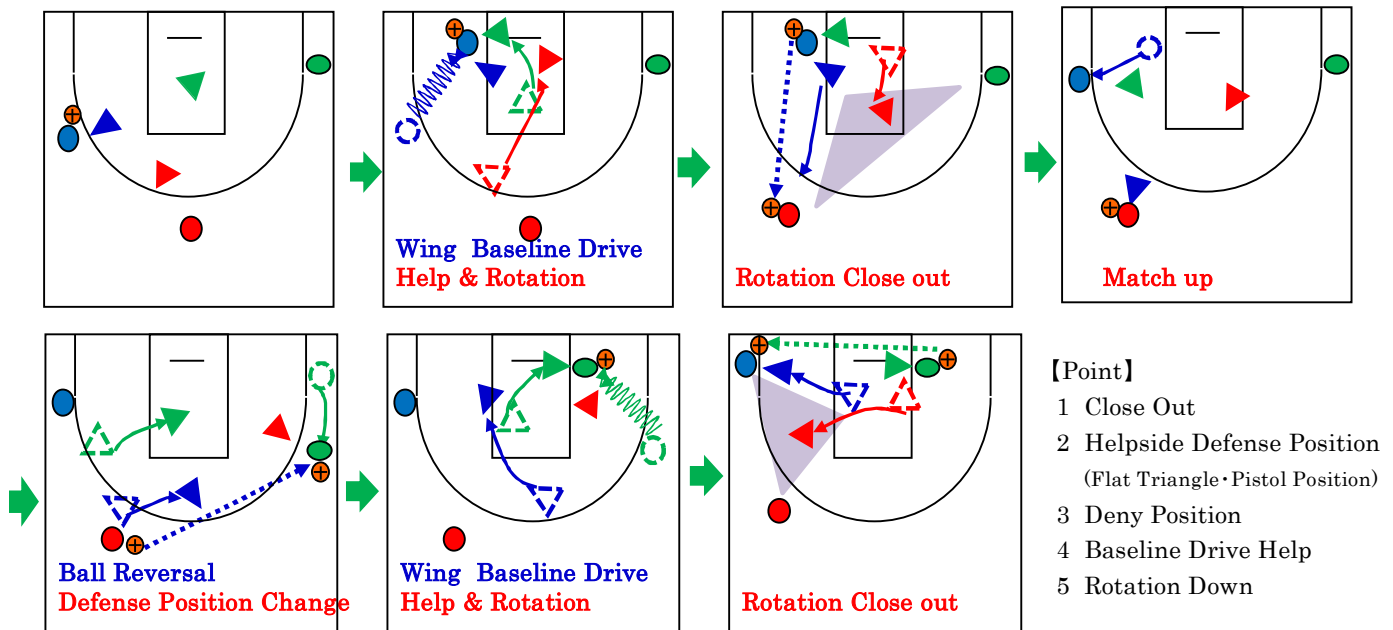 Wing Baseline Drive
Help & Rotation
Rotation Close out
Match up
Ball Reversal
Defense Position Change
Wing Baseline Drive
Help & Rotation
Rotation Close out
【Point】
1 Close Out
2 Helpside Defense Position
(Flat Triangle・Pistol Position)
3 Deny Position
4 Baseline Drive Help
5 Rotation Down